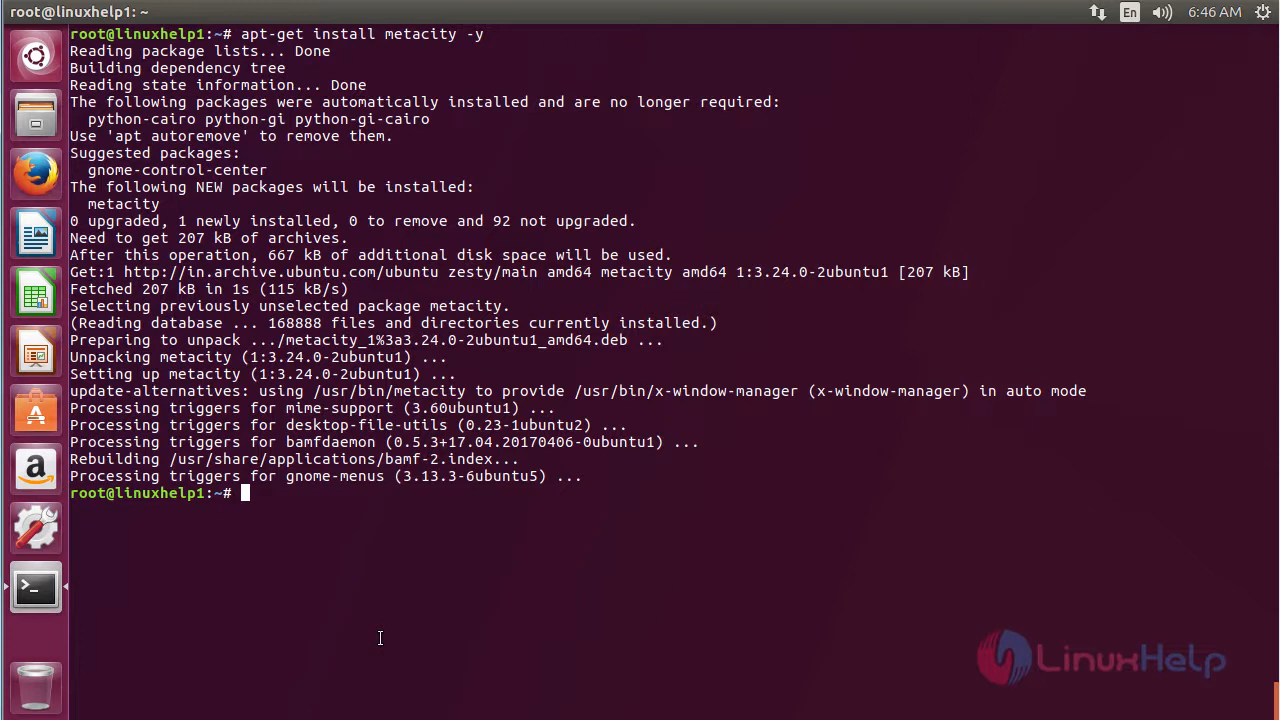 root@linuxhelp1: ~
En
6:46 AM
root@linuxhelp1:~# apt-get install metacity -y
Reading package lists... Done
Building dependency tree
Reading state information... Done
The following packages were automatically installed and are no longer required:
  python-cairo python-gi python-gi-cairo
Use 'apt autoremove' to remove them.
Suggested packages:
  gnome-control-center
The following NEW packages will be installed:
  metacity
0 upgraded, 1 newly installed, 0 to remove and 92 not upgraded.
Need to get 207 kB of archives.
After this operation, 667 kB of additional disk space will be used.
Get:1 http://in.archive.ubuntu.com/ubuntu zesty/main amd64 metacity amd64 1:3.24.0-2ubuntu1 [207 kB]
Fetched 207 kB in 1s (115 kB/s)
Selecting previously unselected package metacity.
(Reading database ... 168888 files and directories currently installed.)
Preparing to unpack .../metacity_1%3a3.24.0-2ubuntu1_amd64.deb ...
Unpacking metacity (1:3.24.0-2ubuntu1) ...
Setting up metacity (1:3.24.0-2ubuntu1) ...
update-alternatives: using /usr/bin/metacity to provide /usr/bin/x-window-manager (x-window-manager) in auto mode
Processing triggers for mime-support (3.60ubuntu1) ...
Processing triggers for desktop-file-utils (0.23-1ubuntu2) ...
Processing triggers for bamfdaemon (0.5.3+17.04.20170406-0ubuntu1) ...
Rebuilding /usr/share/applications/bamf-2.index...
Processing triggers for gnome-menus (3.13.3-6ubuntu5) ...
root@linuxhelp1:~#
LinuxHelp